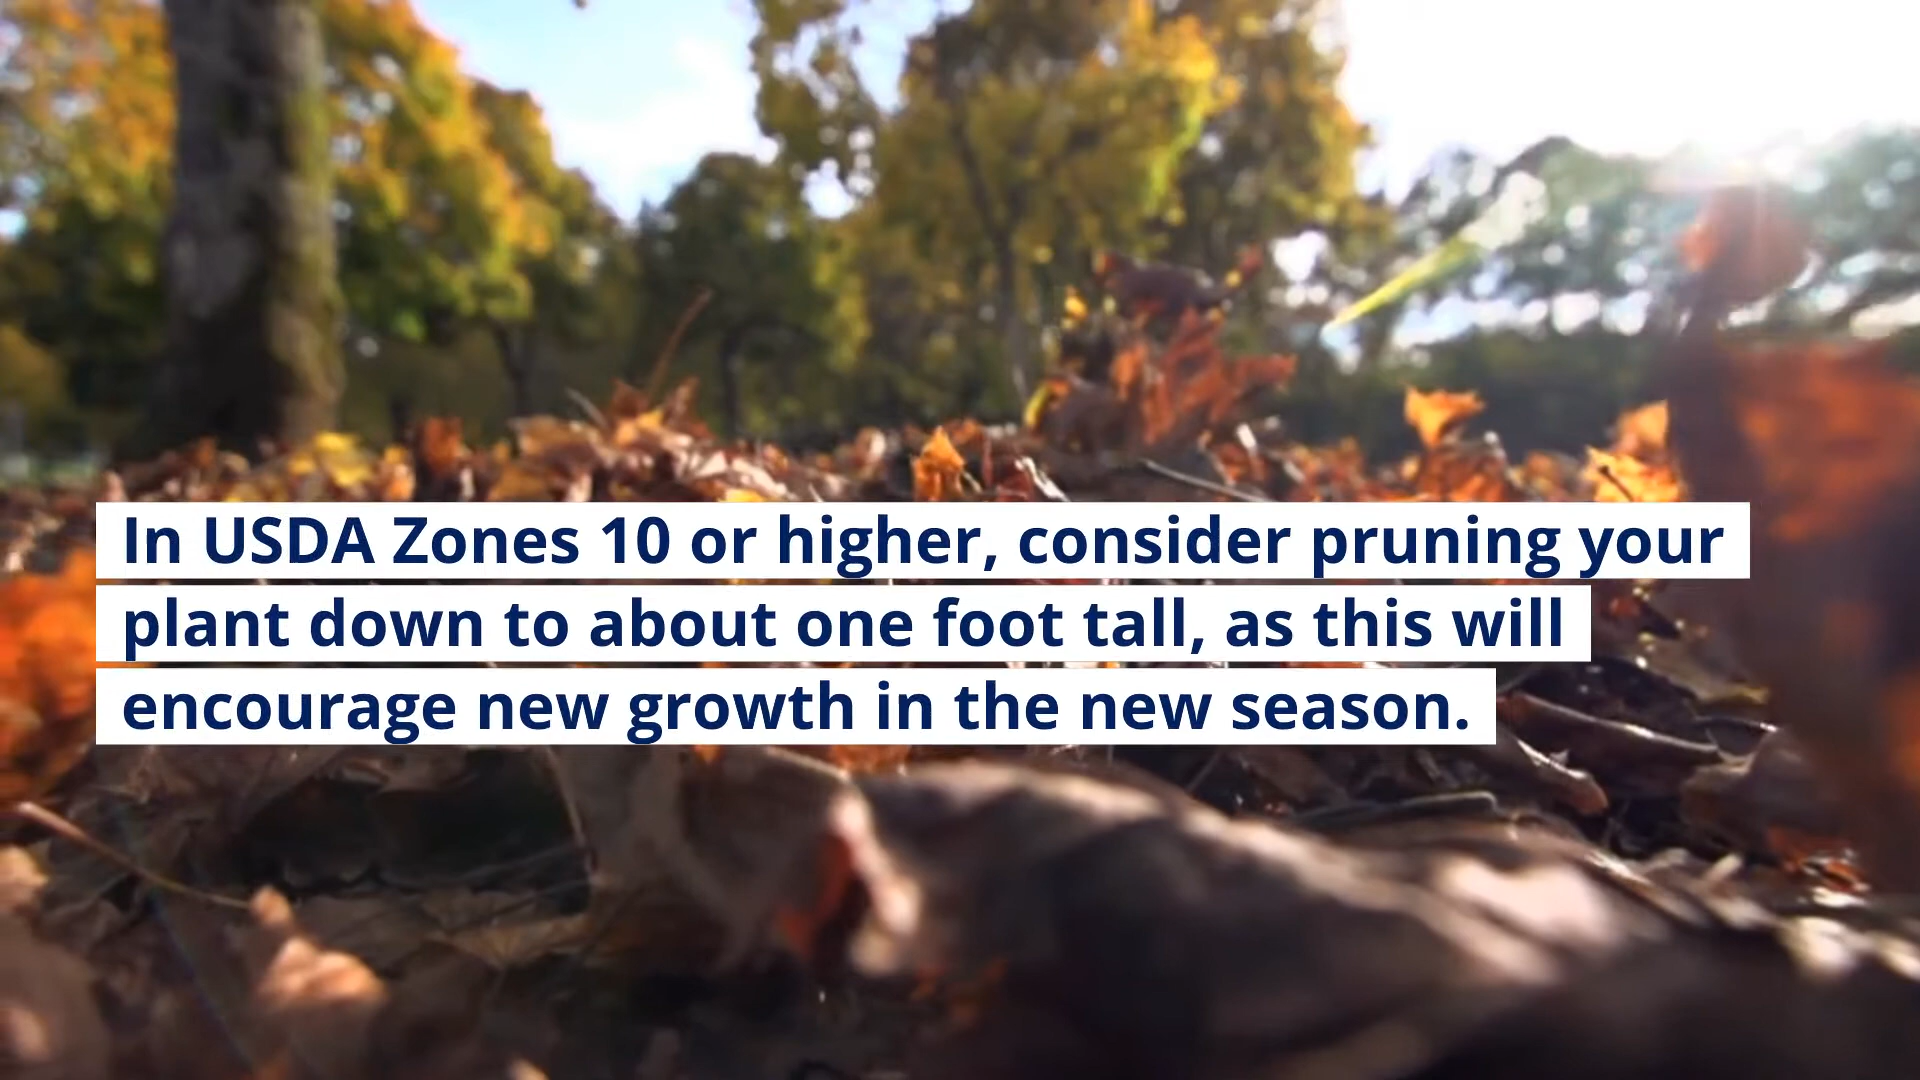 In USDA Zones 10 or higher, consider pruning your
plant down to about one foot tall, as this will
encourage new growth in the new season.